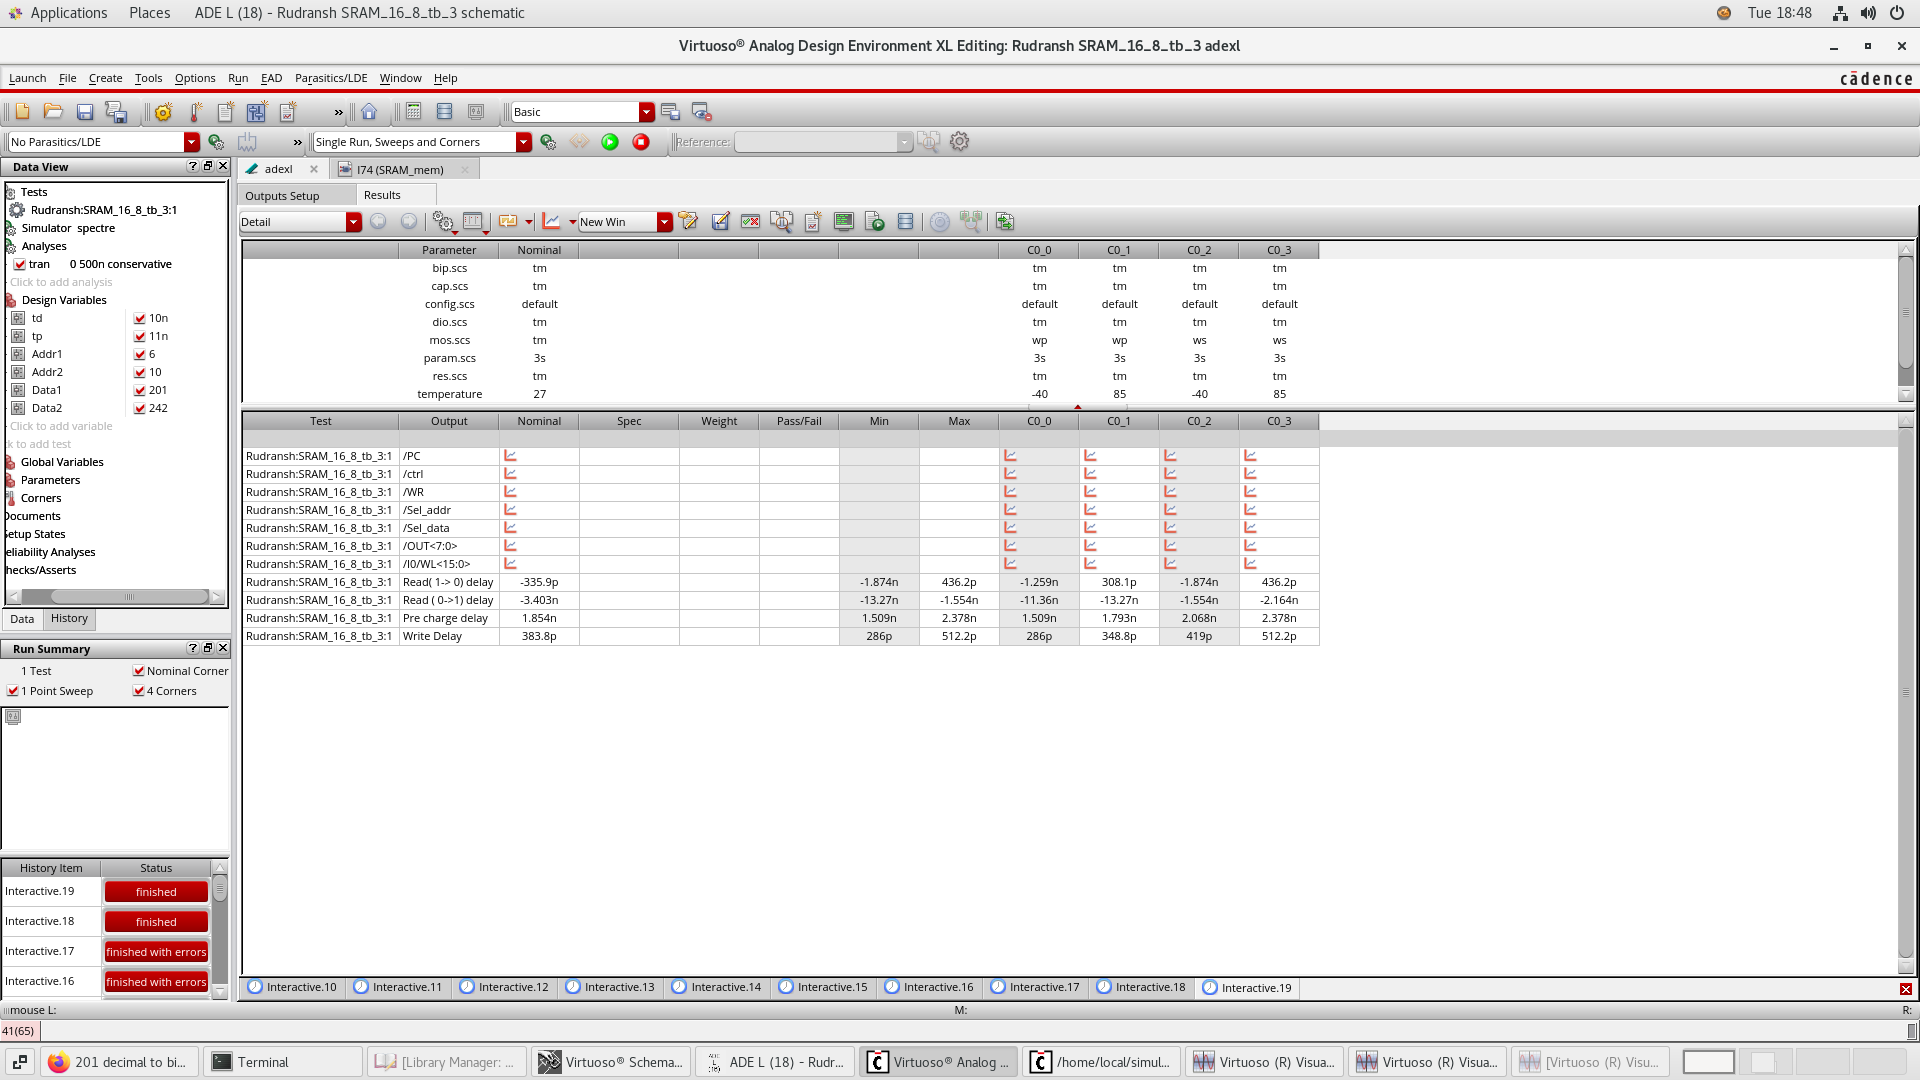 Applications Places ADE L (18) - Rudransh SRAM_16_8_tb_3 schematic Tue 18:48
Virtuoso® Analog Design Environment XL Editing: Rudransh SRAM_16_8_tb_3 adexl
Launch File Create Tools Options Run EAD Parasitics/LDE Window Help cādence
» Basic
No Parasitics/LDE » Single Run, Sweeps and Corners Reference:
Data View
Tests
Rudransh:SRAM_16_8_tb_3:1
Simulator spectre
Analyses
tran 0 500n conservative
Click to add analysis
Design Variables
td 10n
tp 11n
Addr1 6
Addr2 10
Data1 201
Data2 242
Click to add variable
ck to add test
Global Variables
Parameters
Corners
Documents
Setup States
eliability Analyses
hecks/Asserts
Data History
Run Summary
1 Test Nominal Corner
1 Point Sweep 4 Corners
History Item Status
Interactive.19 finished
Interactive.18 finished
Interactive.17 finished with errors
Interactive.16 finished with errors
adexl I74 (SRAM_mem)
Outputs Setup Results
Detail New Win
Parameter Nominal C0_0 C0_1 C0_2 C0_3
bip.scs tm tm tm tm tm
cap.scs tm tm tm tm tm
config.scs default default default default default
dio.scs tm tm tm tm tm
mos.scs tm wp wp ws ws
param.scs 3s 3s 3s 3s 3s
res.scs tm tm tm tm tm
temperature 27 -40 85 -40 85
Test Output Nominal Spec Weight Pass/Fail Min Max C0_0 C0_1 C0_2 C0_3
Rudransh:SRAM_16_8_tb_3:1 /PC
Rudransh:SRAM_16_8_tb_3:1 /ctrl
Rudransh:SRAM_16_8_tb_3:1 /WR
Rudransh:SRAM_16_8_tb_3:1 /Sel_addr
Rudransh:SRAM_16_8_tb_3:1 /Sel_data
Rudransh:SRAM_16_8_tb_3:1 /OUT<7:0>
Rudransh:SRAM_16_8_tb_3:1 /I0/WL<15:0>
Rudransh:SRAM_16_8_tb_3:1 Read( 1-> 0) delay -335.9p -1.874n 436.2p -1.259n 308.1p -1.874n 436.2p
Rudransh:SRAM_16_8_tb_3:1 Read ( 0->1) delay -3.403n -13.27n -1.554n -11.36n -13.27n -1.554n -2.164n
Rudransh:SRAM_16_8_tb_3:1 Pre charge delay 1.854n 1.509n 2.378n 1.509n 1.793n 2.068n 2.378n
Rudransh:SRAM_16_8_tb_3:1 Write Delay 383.8p 286p 512.2p 286p 348.8p 419p 512.2p
Interactive.10 Interactive.11 Interactive.12 Interactive.13 Interactive.14 Interactive.15 Interactive.16 Interactive.17 Interactive.18 Interactive.19
mouse L: M: R:
41(65)
201 decimal to bi... Terminal [Library Manager: ... Virtuoso® Schema... ADE L (18) - Rudr... Virtuoso® Analog ... /home/local/simul... Virtuoso (R) Visua... Virtuoso (R) Visua... [Virtuoso (R) Visu...